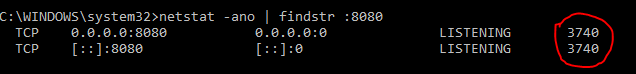 C:\WINDOWS\system32>netstat -ano | findstr :8080
TCP 0.0.0.0:8080 0.0.0.0:0 LISTENING 3740
TCP [::]:8080 [::]:0 LISTENING 3740